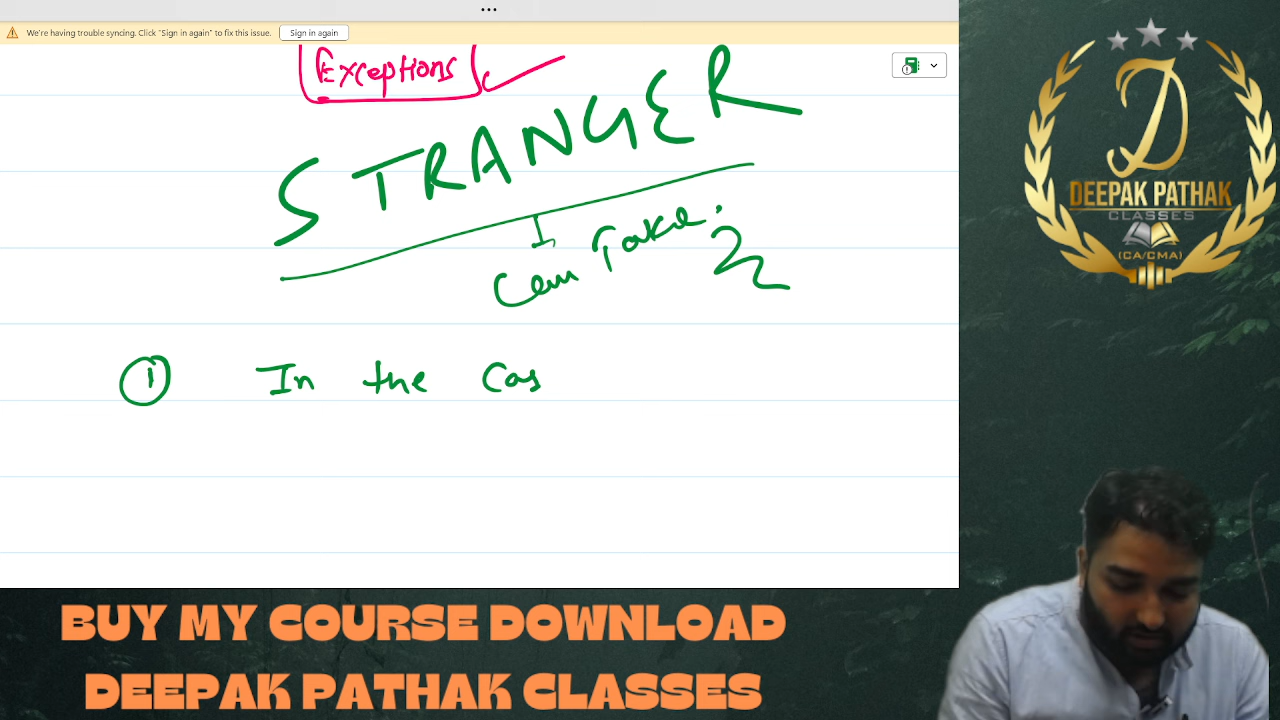 We're having trouble syncing. Click "Sign in again" to fix this issue. Sign in again
Exceptions
STRANGER
I
Can Take.
① In the Cas
D
DEEPAK PATHAK
CLASSES
(CA/CMA)
BUY MY COURSE DOWNLOAD
DEEPAK PATHAK CLASSES